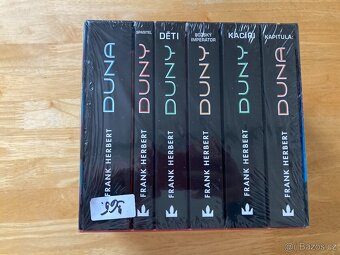 DUNA
FRANK HERBERT
SPASITEL
DUNY
FRANK HERBERT
DĚTI
DUNY
FRANK HERBERT
BOŽSKÝ
IMPERÁTOR
DUNY
FRANK HERBERT
KACÍŘI
DUNY
FRANK HERBERT
KAPITULA:
DUNA
FRANK HERBERT
© Bazos.cz